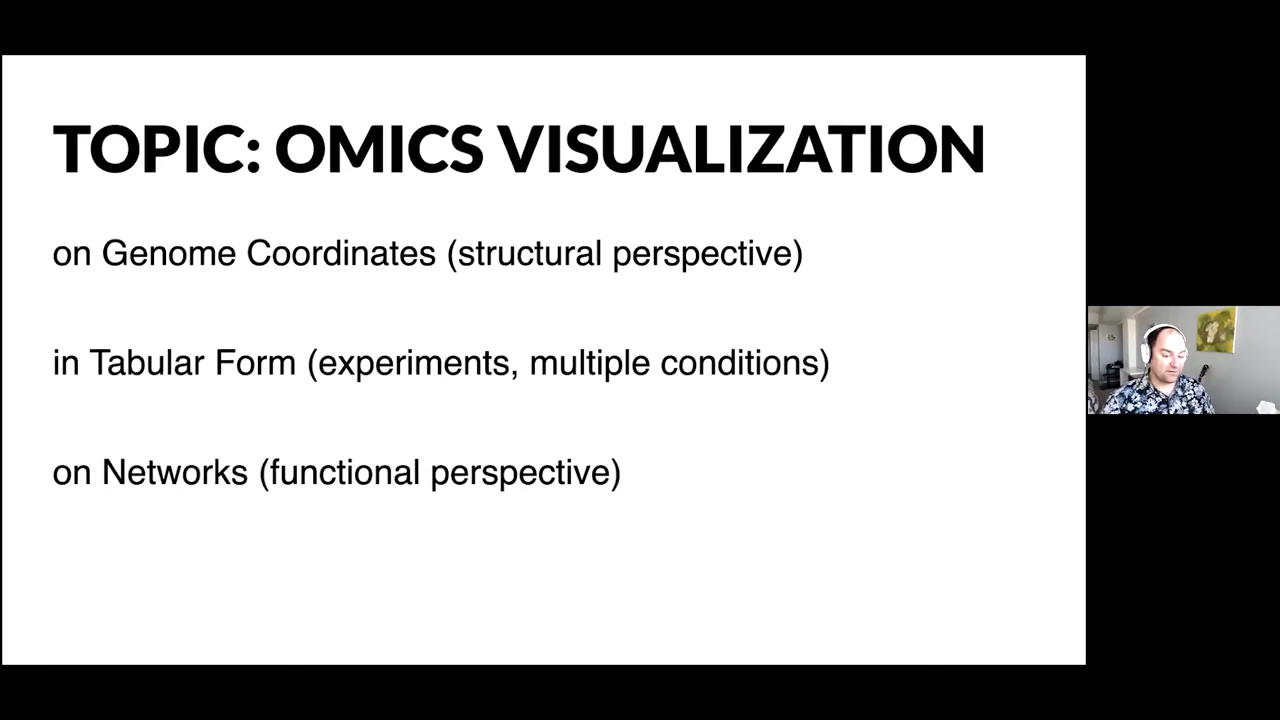 TOPIC: OMICS VISUALIZATION
on Genome Coordinates (structural perspective)
in Tabular Form (experiments, multiple conditions)
on Networks (functional perspective)